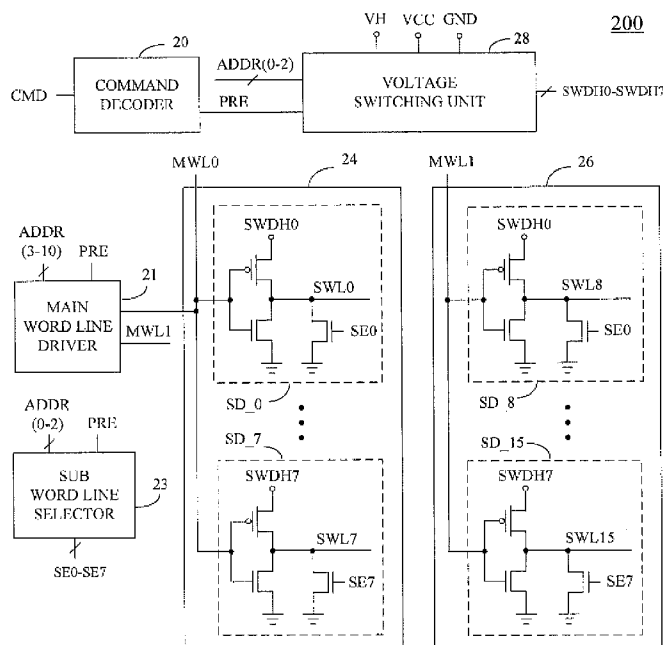 200
VH VCC GND
20
28
COMMAND
DECODER
CMD
ADDR(0-2)
PRE
VOLTAGE
SWITCHING UNIT
SWDH0-SWDH7
MWL0
24
MWL1
26
SWDH0
SWL0
SE0
SD_0
SWDH0
SWL8
SE0
SD_8
ADDR
(3-10)
PRE
21
MAIN
WORD LINE
DRIVER
MWL1
ADDR
(0-2)
PRE
SUB
WORD LINE
SELECTOR
23
SE0-SE7
SD_7
SWDH7
SWL7
SE7
SD_15
SWDH7
SWL15
SE7